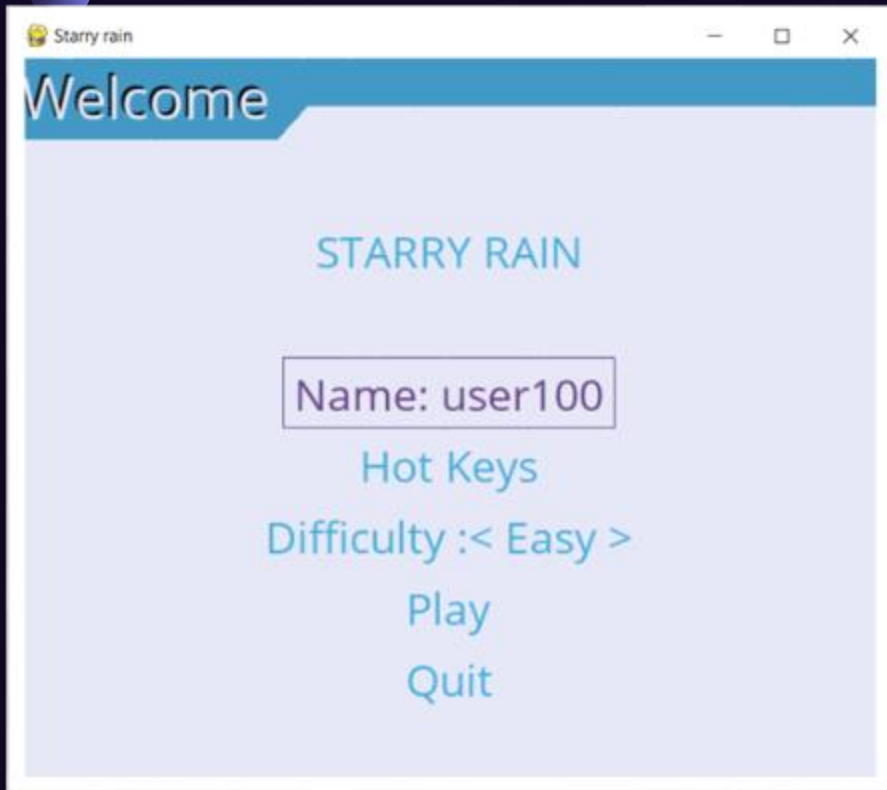 Starry rain
Welcome
STARRY RAIN
Name: user100
Hot Keys
Difficulty :< Easy >
Play
Quit